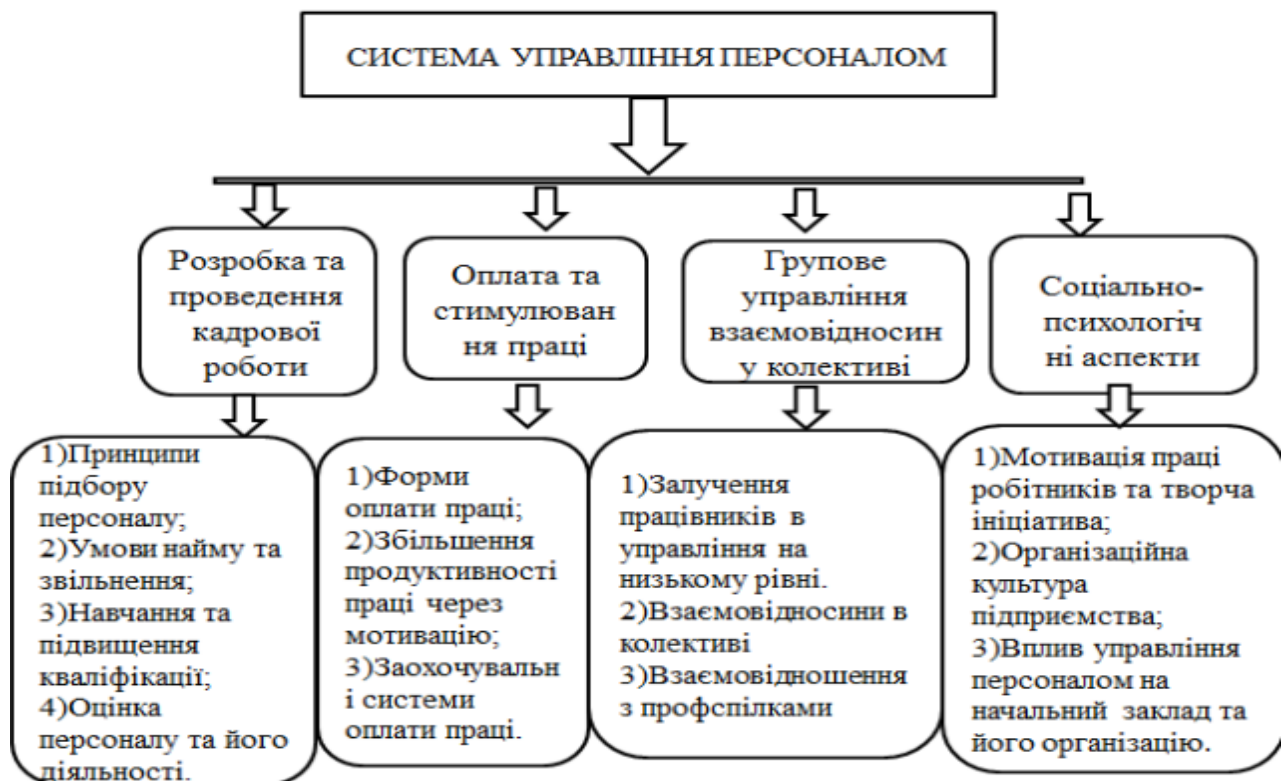 СИСТЕМА УПРАВЛІННЯ ПЕРСОНАЛОМ
Розробка та
проведення
кадрової
роботи
Оплата та
стимулюван
ня праці
Групове
управління
взаємовідносин
у колективі
Соціально-
психологіч
ні аспекти
1)Принципи
підбору
персоналу;
2)Умови найму та
звільнення;
3)Навчання та
підвищення
кваліфікації;
4)Оцінка
персоналу та його
діяльності.
1)Форми
оплати праці;
2)Збільшення
продуктивності
праці через
мотивацію;
3)Заохочувальн
і системи
оплати праці.
1)Залучення
працівників в
управління на
низькому рівні.
2)Взаємовідносини в
колективі
3)Взаємовідношення
з профспілками
1)Мотивація праці
робітників та творча
ініціатива;
2)Організаційна
культура
підприємства;
3)Вплив управління
персоналом на
начальний заклад та
його організацію.